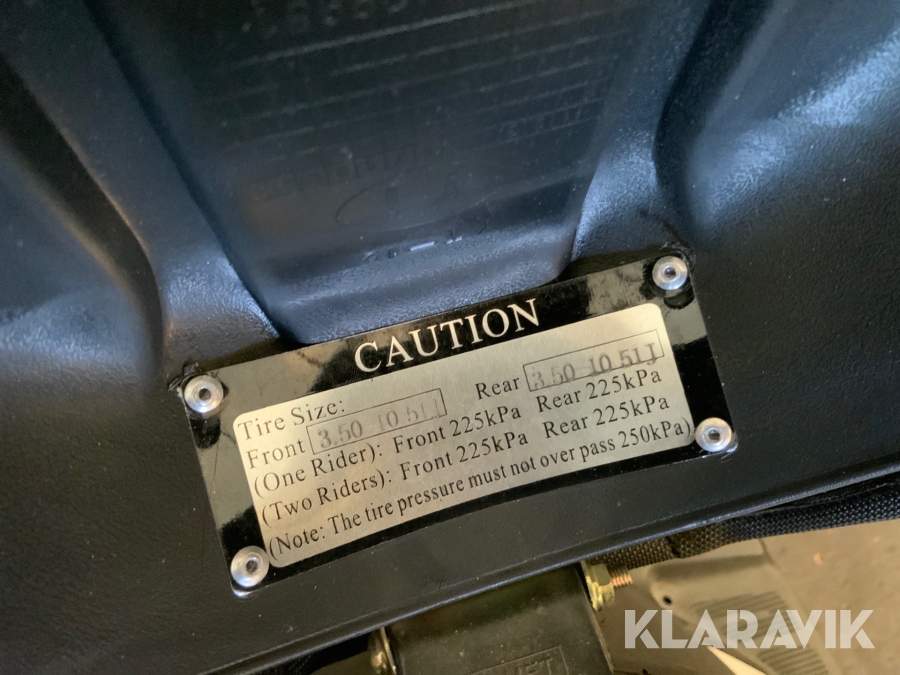 CAUTION
Tire Size:
Front 3.50 10 51J Rear 3.50-10 51J
(One Rider): Front 225kPa Rear 225kPa
(Two Riders): Front 225kPa Rear 225kPa
(Note: The tire pressure must not over pass 250kPa)
KLARAVIK